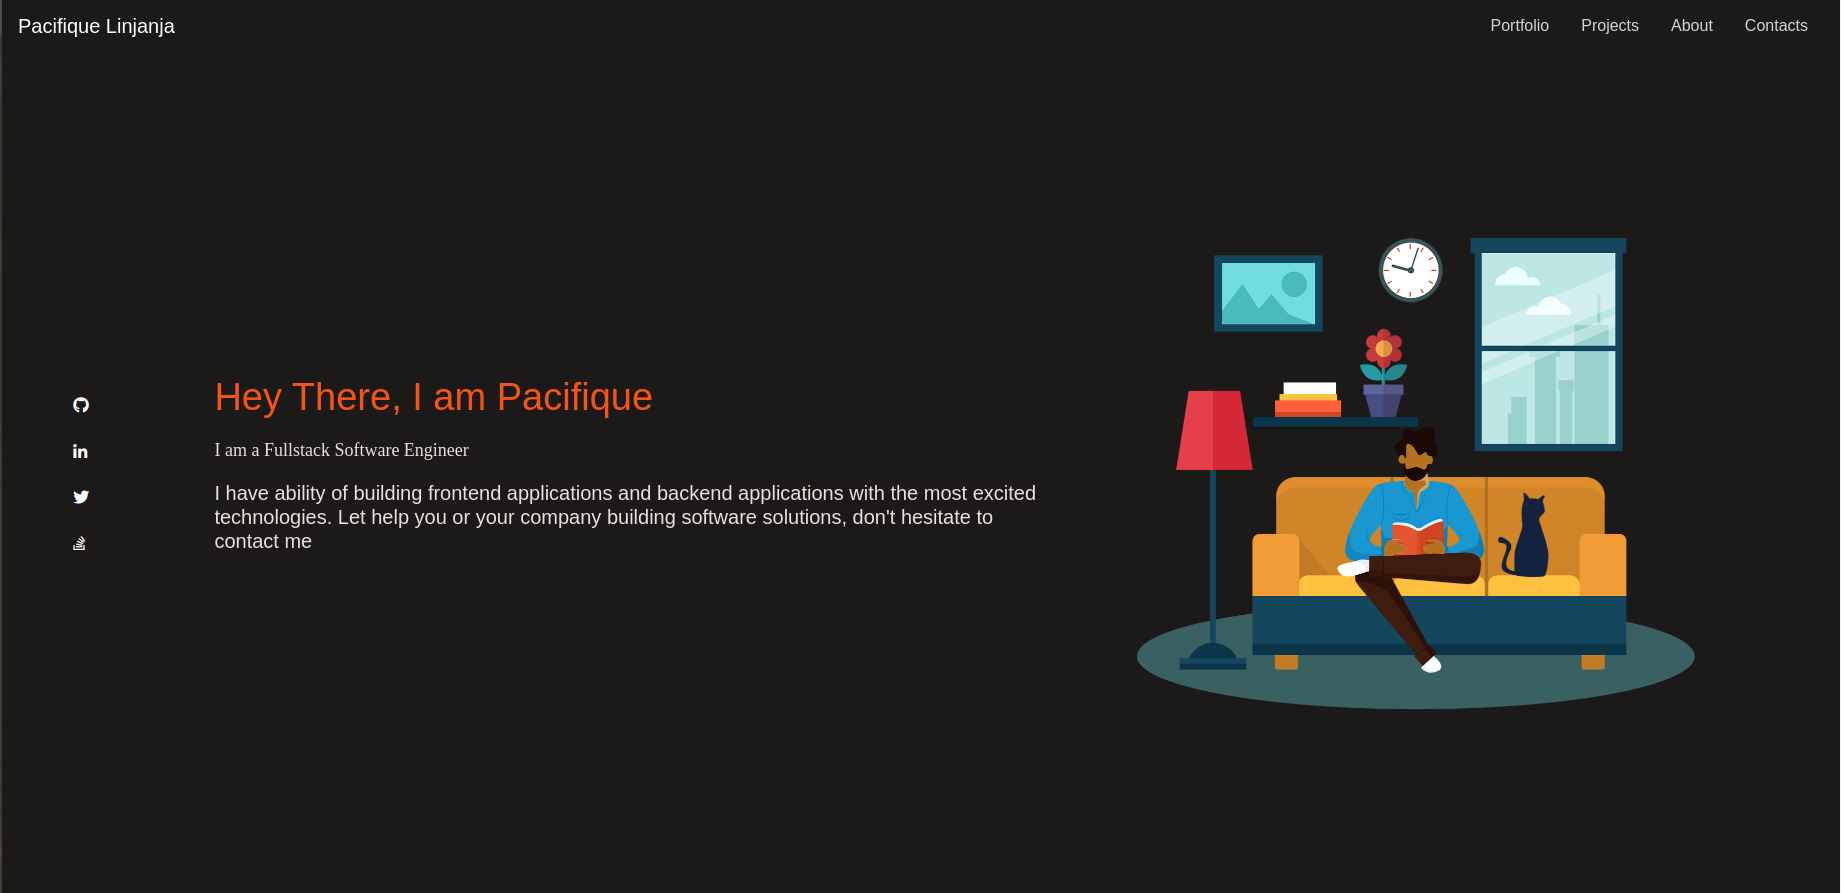 Pacifique Linjanja
Portfolio Projects About Contacts
Hey There, I am Pacifique
I am a Fullstack Software Engineer
I have ability of building frontend applications and backend applications with the most excited
technologies. Let help you or your company building software solutions, don't hesitate to
contact me